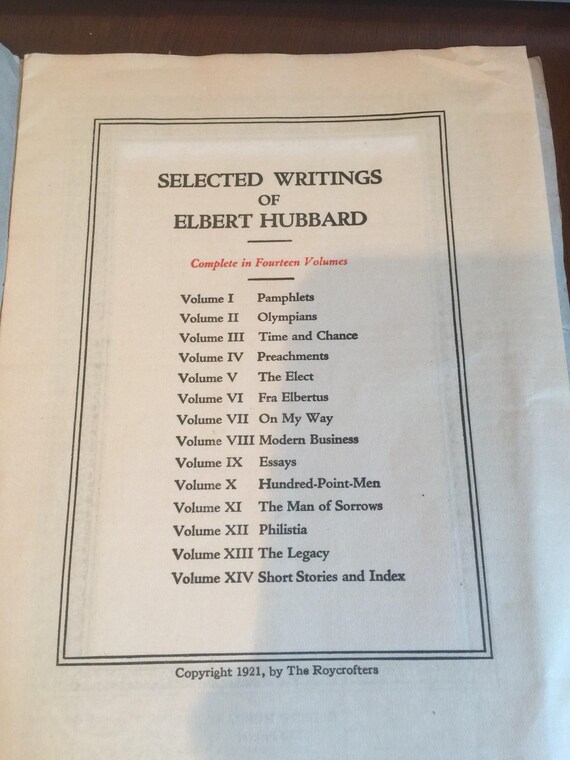 SELECTED WRITINGS
OF
ELBERT HUBBARD
Complete in Fourteen Volumes
Volume I Pamphlets
Volume II Olympians
Volume III Time and Chance
Volume IV Preachments
Volume V The Elect
Volume VI Fra Elbertus
Volume VII On My Way
Volume VIII Modern Business
Volume IX Essays
Volume X Hundred-Point-Men
Volume XI The Man of Sorrows
Volume XII Philistia
Volume XIII The Legacy
Volume XIV Short Stories and Index
Copyright 1921, by The Roycrofters